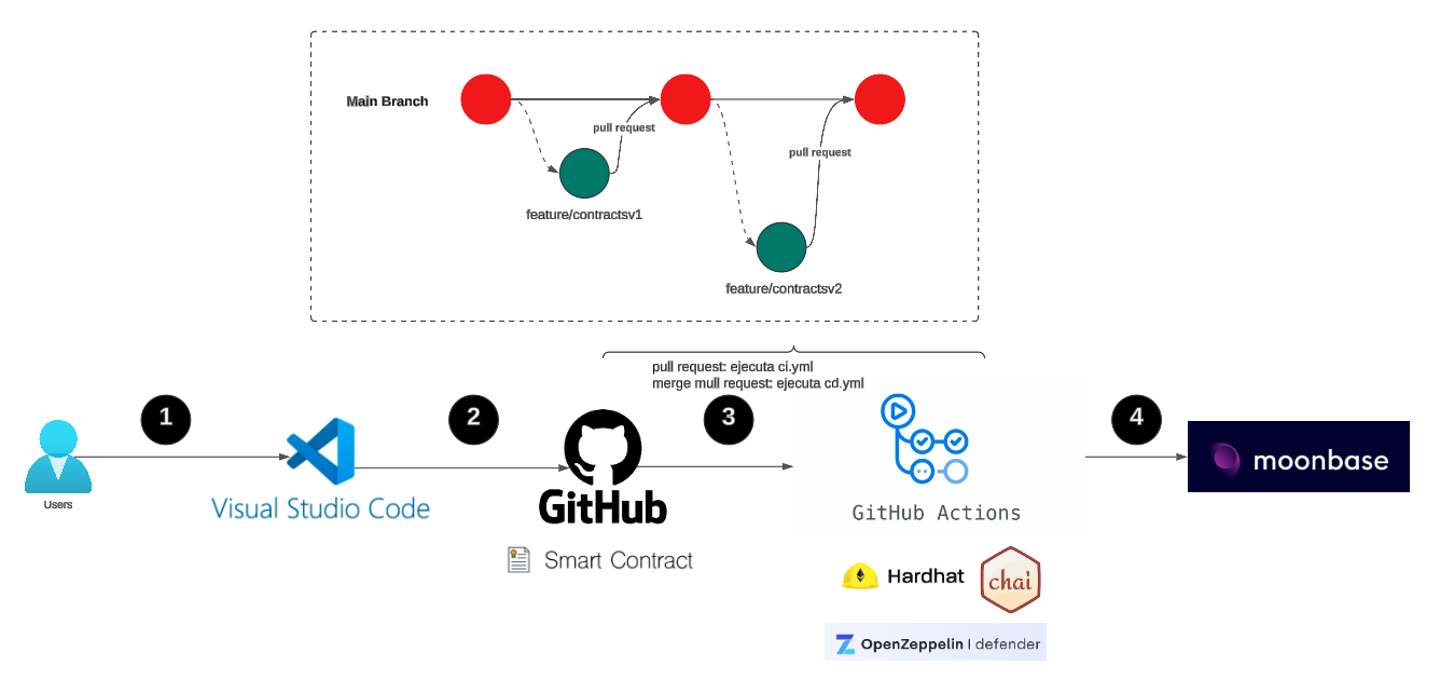 Main Branch
pull request
pull request
feature/contractsv1
feature/contractsv2
pull request: ejecuta ci.yml
merge mull request: ejecuta cd.yml
1
2
3
4
Users
Visual Studio Code
GitHub
GitHub Actions
moonbase
Smart Contract
Hardhat
chai
OpenZeppelin | defender